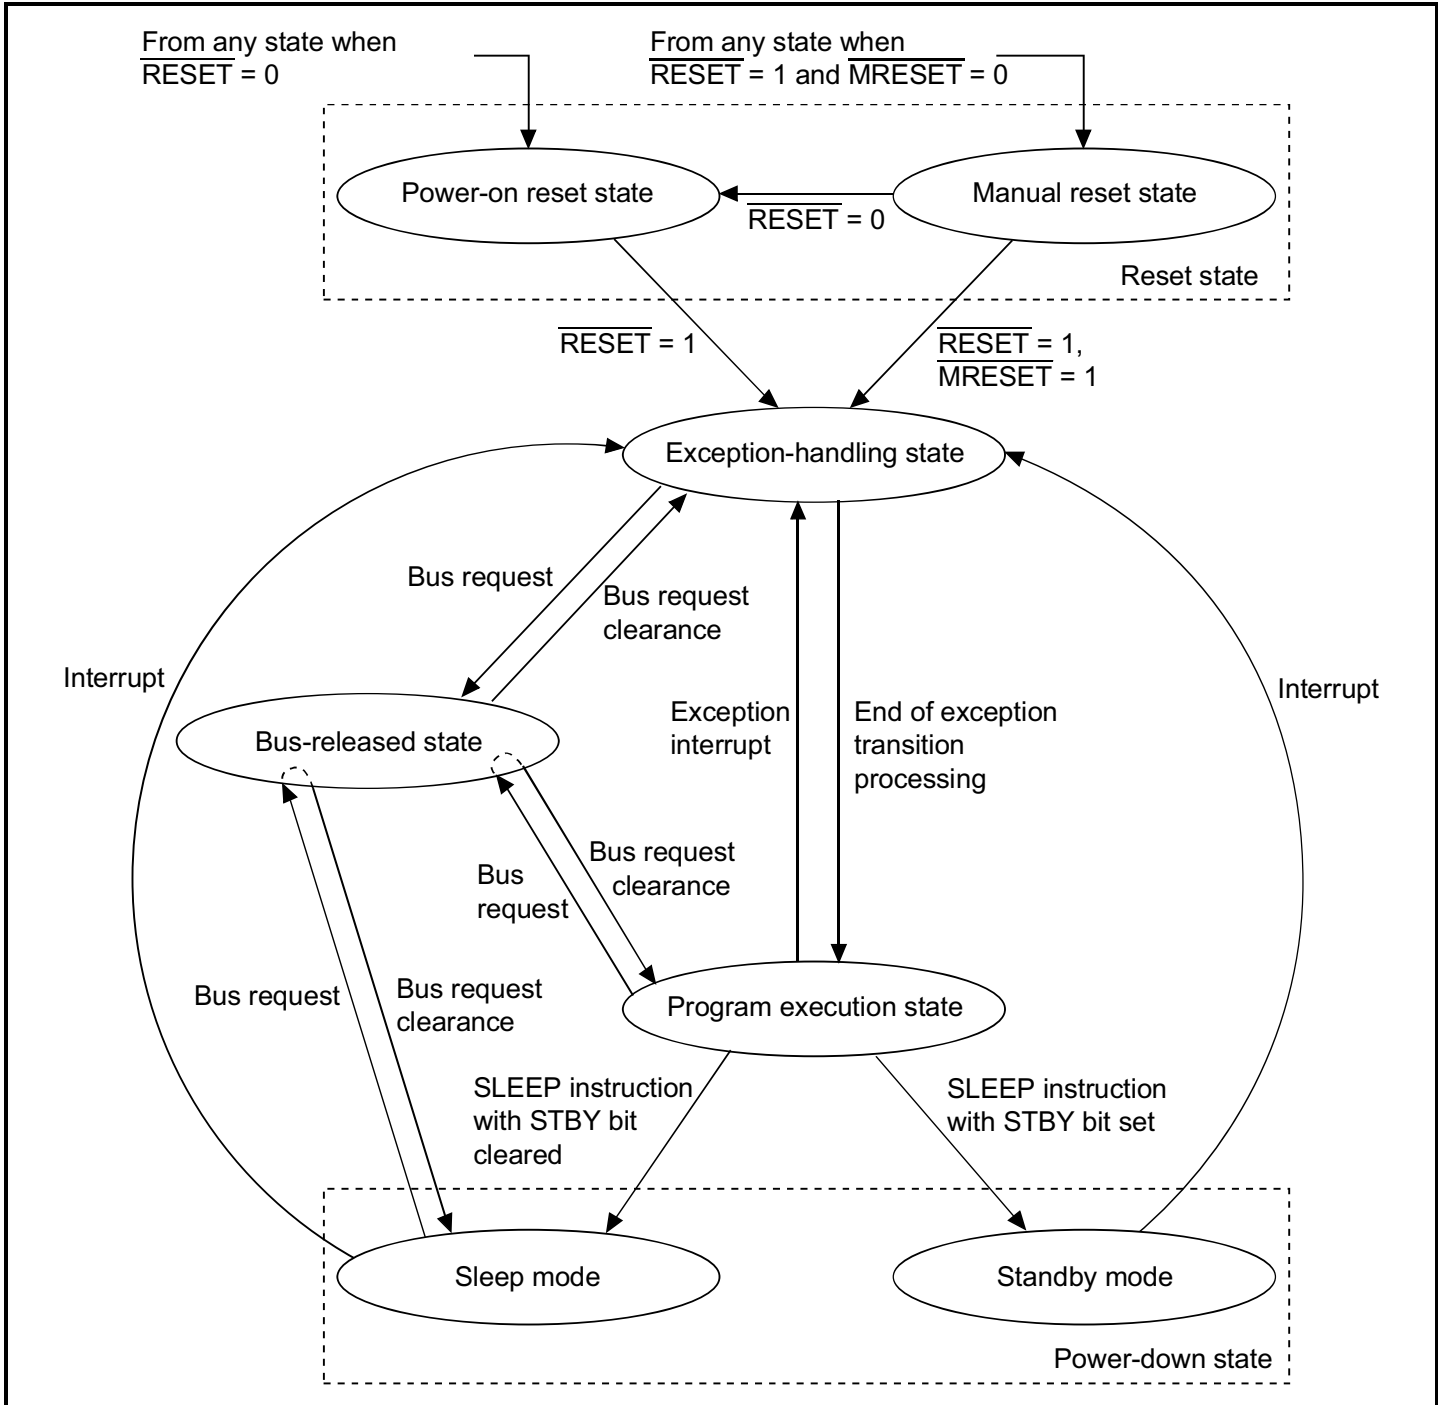 From any state when
RESET = 0
From any state when
RESET = 1 and MRESET = 0
Power-on reset state
Manual reset state
RESET = 0
Reset state
RESET = 1
RESET = 1,
MRESET = 1
Exception-handling state
Bus request
Bus request
clearance
Interrupt
Interrupt
Exception
interrupt
End of exception
transition
processing
Bus-released state
Bus request
clearance
Bus
request
Bus request
Bus request
clearance
Program execution state
SLEEP instruction
with STBY bit
cleared
SLEEP instruction
with STBY bit set
Sleep mode
Standby mode
Power-down state